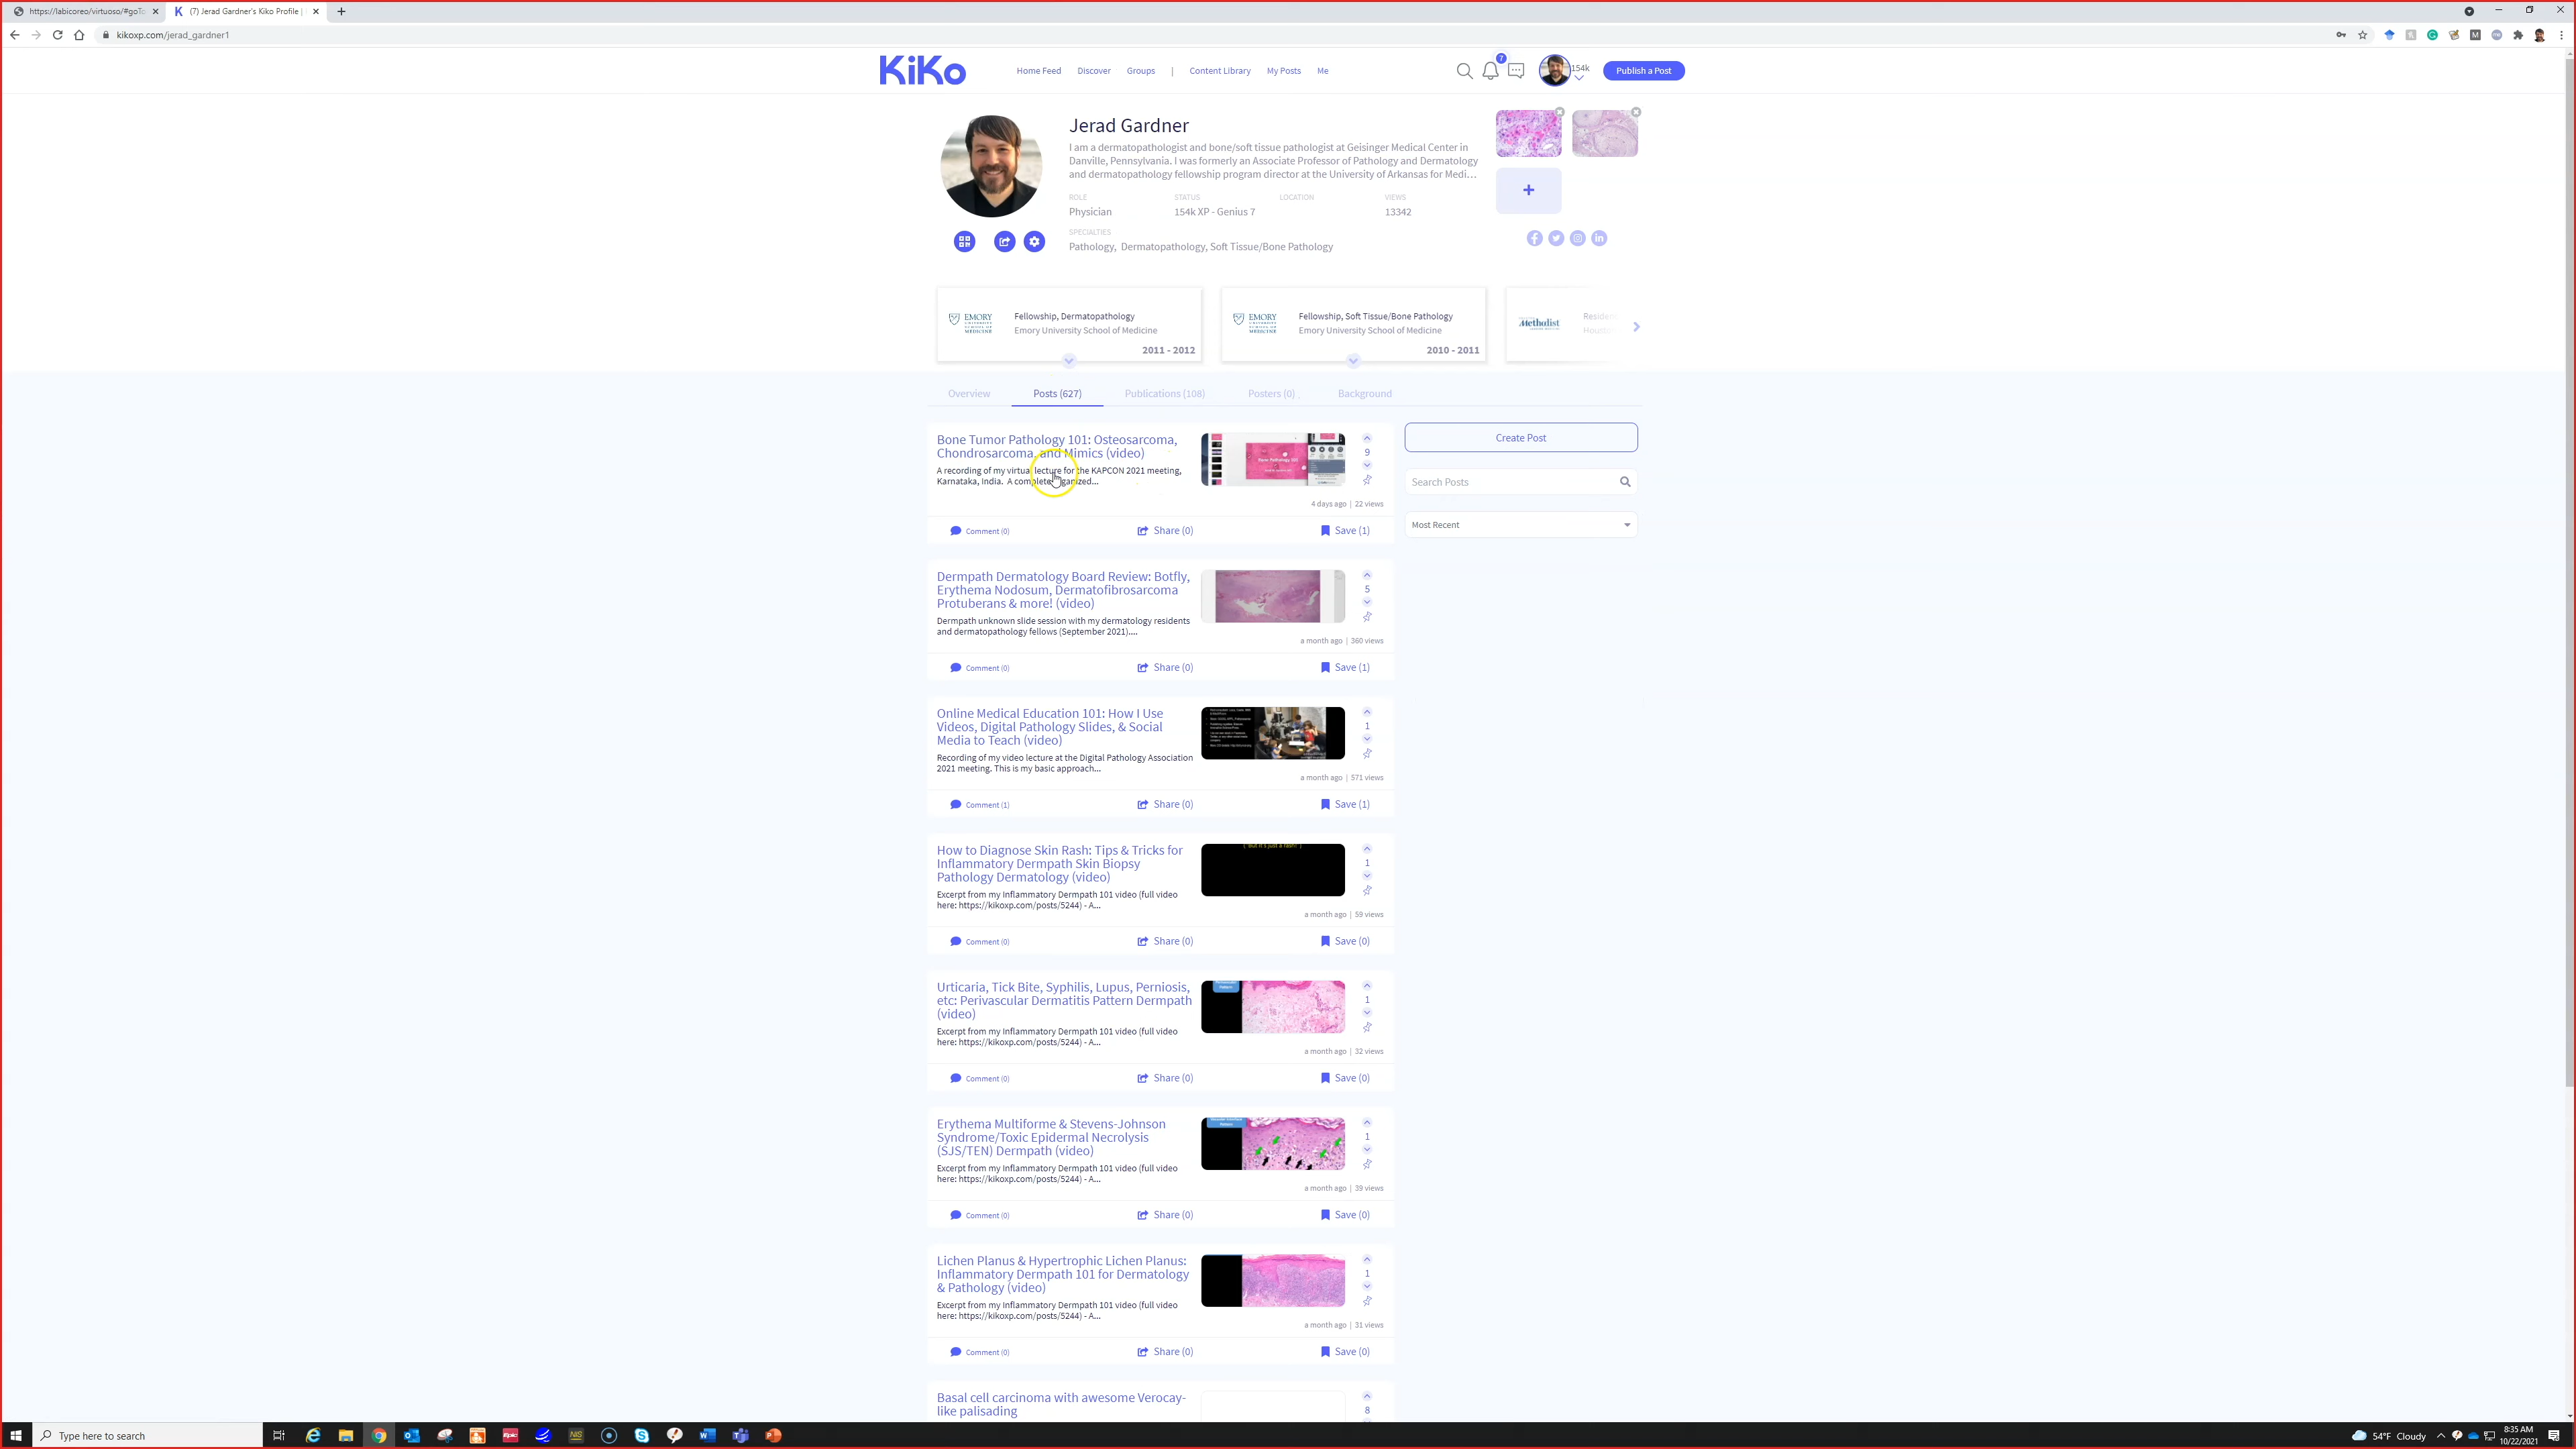 https://labicoreo/virtuoso/#goTo
(7) Jerad Gardner's Kiko Profile |
kikoxp.com/jerad_gardner1
KiKo
Home Feed
Discover
Groups
|
Content Library
My Posts
Me
7
154k
Publish a Post
Jerad Gardner
I am a dermatopathologist and bone/soft tissue pathologist at Geisinger Medical Center in
Danville, Pennsylvania. I was formerly an Associate Professor of Pathology and Dermatology
and dermatopathology fellowship program director at the University of Arkansas for Medi...
ROLE
STATUS
LOCATION
VIEWS
Physician
154k XP - Genius 7
13342
SPECIALTIES
Pathology, Dermatopathology, Soft Tissue/Bone Pathology
EMORY
UNIVERSITY
SCHOOL OF
MEDICINE
Fellowship, Dermatopathology
Emory University School of Medicine
2011 - 2012
EMORY
UNIVERSITY
SCHOOL OF
MEDICINE
Fellowship, Soft Tissue/Bone Pathology
Emory University School of Medicine
2010 - 2011
Methodist
Residen
Houston
Overview
Posts (627)
Publications (108)
Posters (0)
Background
Bone Tumor Pathology 101: Osteosarcoma,
Chondrosarcoma, and Mimics (video)
A recording of my virtual lecture for the KAPCON 2021 meeting,
Karnataka, India. A complete organized...
Bone Pathology 101
9
4 days ago | 22 views
Comment (0)
Share (0)
Save (1)
Create Post
Search Posts
Most Recent
Dermpath Dermatology Board Review: Botfly,
Erythema Nodosum, Dermatofibrosarcoma
Protuberans & more! (video)
Dermpath unknown slide session with my dermatology residents
and dermatopathology fellows (September 2021)....
5
a month ago | 360 views
Comment (0)
Share (0)
Save (1)
Online Medical Education 101: How I Use
Videos, Digital Pathology Slides, & Social
Media to Teach (video)
Recording of my video lecture at the Digital Pathology Association
2021 meeting. This is my basic approach...
1
a month ago | 571 views
Comment (1)
Share (0)
Save (1)
How to Diagnose Skin Rash: Tips & Tricks for
Inflammatory Dermpath Skin Biopsy
Pathology Dermatology (video)
Excerpt from my Inflammatory Dermpath 101 video (full video
here: https://kikoxp.com/posts/5244) - A...
( "But it's just a rash!" )
1
a month ago | 59 views
Comment (0)
Share (0)
Save (0)
Urticaria, Tick Bite, Syphilis, Lupus, Perniosis,
etc: Perivascular Dermatitis Pattern Dermpath
(video)
Excerpt from my Inflammatory Dermpath 101 video (full video
here: https://kikoxp.com/posts/5244) - A...
1
a month ago | 32 views
Comment (0)
Share (0)
Save (0)
Erythema Multiforme & Stevens-Johnson
Syndrome/Toxic Epidermal Necrolysis
(SJS/TEN) Dermpath (video)
Excerpt from my Inflammatory Dermpath 101 video (full video
here: https://kikoxp.com/posts/5244) - A...
1
a month ago | 39 views
Comment (0)
Share (0)
Save (0)
Lichen Planus & Hypertrophic Lichen Planus:
Inflammatory Dermpath 101 for Dermatology
& Pathology (video)
Excerpt from my Inflammatory Dermpath 101 video (full video
here: https://kikoxp.com/posts/5244) - A...
1
a month ago | 31 views
Comment (0)
Share (0)
Save (0)
Basal cell carcinoma with awesome Verocay-
like palisading
8
Type here to search
Epic
NIS
54°F Cloudy
8:35 AM
10/22/2021